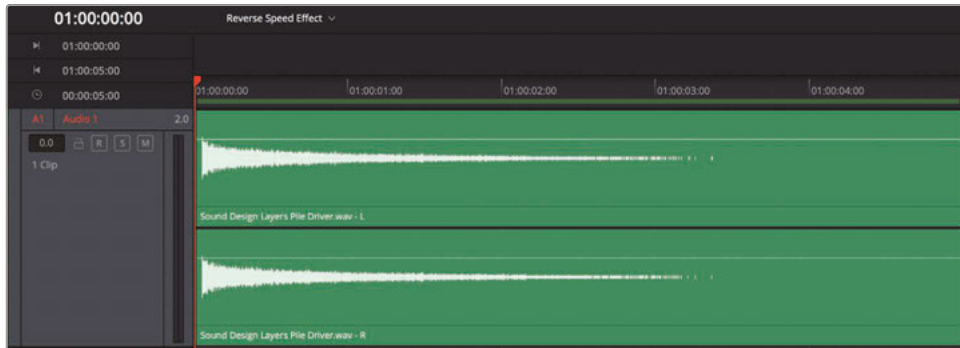 01:00:00:00 Reverse Speed Effect
01:00:00:00
01:00:05:00
00:00:05:00 01:00:00:00 01:00:01:00 01:00:02:00 01:00:03:00 01:00:04:00
A1 Audio 1 2.0
0.0 R S M
1 Clip
Sound Design Layers Pile Driver.wav - L
Sound Design Layers Pile Driver.wav - R